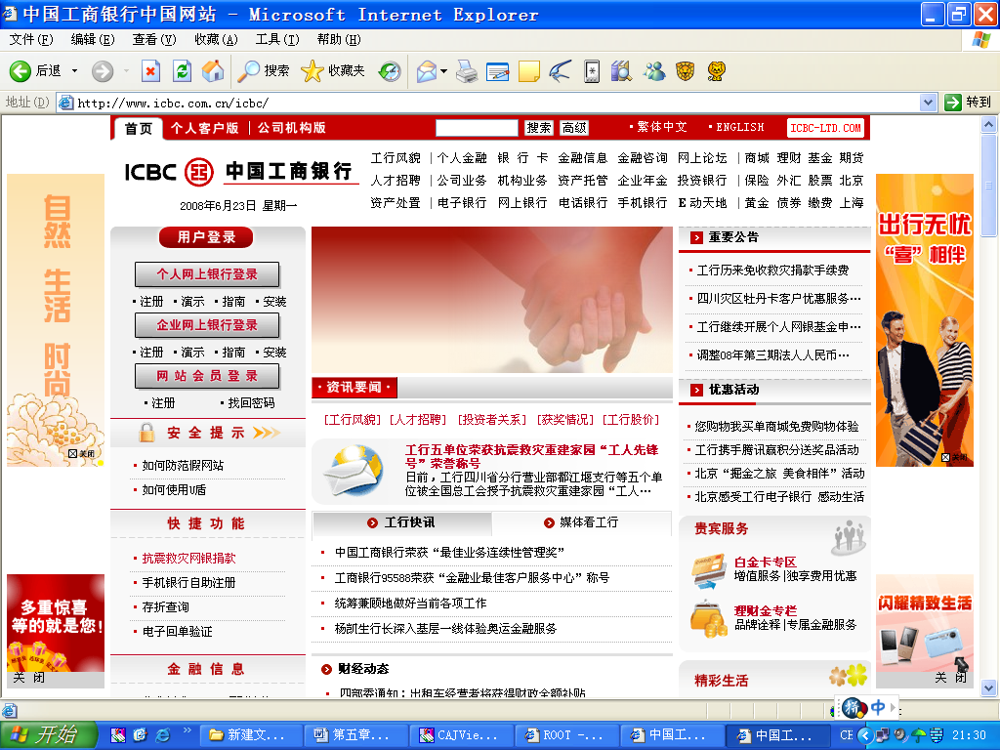 中国工商银行中国网站 - Microsoft Internet Explorer
文件(F) 编辑(E) 查看(V) 收藏(A) 工具(T) 帮助(H)
后退 搜索 收藏夹
地址(D) http://www.icbc.com.cn/icbc/ 转到
首页 个人客户版 公司机构版 搜索 高级 ·繁体中文 ·ENGLISH ICBC-LTD.COM
ICBC 中国工商银行
2008年6月23日 星期一
工行风貌 | 个人金融 银行卡 金融信息 金融咨询 网上论坛 | 商城 理财 基金 期货
人才招聘 | 公司业务 机构业务 资产托管 企业年金 投资银行 | 保险 外汇 股票 北京
资产处置 | 电子银行 网上银行 电话银行 手机银行 E动天地 | 黄金 债券 缴费 上海
自然 生活 时尚
关闭
多重惊喜
等的就是您!
关 闭
用户登录
个人网上银行登录
·注册 ·演示 ·指南 ·安装
企业网上银行登录
·注册 ·演示 ·指南 ·安装
网站会员登录
·注册 ·找回密码
安全提示
·如何防范假网站
·如何使用U盾
快捷功能
·抗震救灾网银捐款
·手机银行自助注册
·存折查询
·电子回单验证
金融信息
·资讯要闻·
[工行风貌] [人才招聘] [投资者关系] [获奖情况] [工行股价]
工行五单位荣获抗震救灾重建家园“工人先锋
号”荣誉称号
日前，工行四川省分行营业部都江堰支行等五个单
位被全国总工会授予抗震救灾重建家园“工人…
工行快讯 媒体看工行
·中国工商银行荣获“最佳业务连续性管理奖”
·工商银行95588荣获“金融业最佳客户服务中心”称号
·统筹兼顾地做好当前各项工作
·杨凯生行长深入基层一线体验奥运金融服务
财经动态
·四部委通知：出租车经营者将获得财政全额补贴
重要公告
·工行历来免收救灾捐款手续费
·四川灾区牡丹卡客户优惠服务…
·工行继续开展个人网银基金申…
·调整08年第三期法人人民币…
优惠活动
·您购物我买单商城免费购物体验
·工行携手腾讯赢积分送奖品活动
·北京“掘金之旅 美食相伴”活动
·北京感受工行电子银行 感动生活
贵宾服务
白金卡专区
增值服务|独享费用优惠
理财金专栏
品牌诠释|专属金融服务
精彩生活
出行无忧
“喜”相伴
关闭
闪耀精致生活
关 闭
拼 中
开始 新建文... 第五章... CAJVie... ROOT -... 中国工... 中国工... CH 21:30